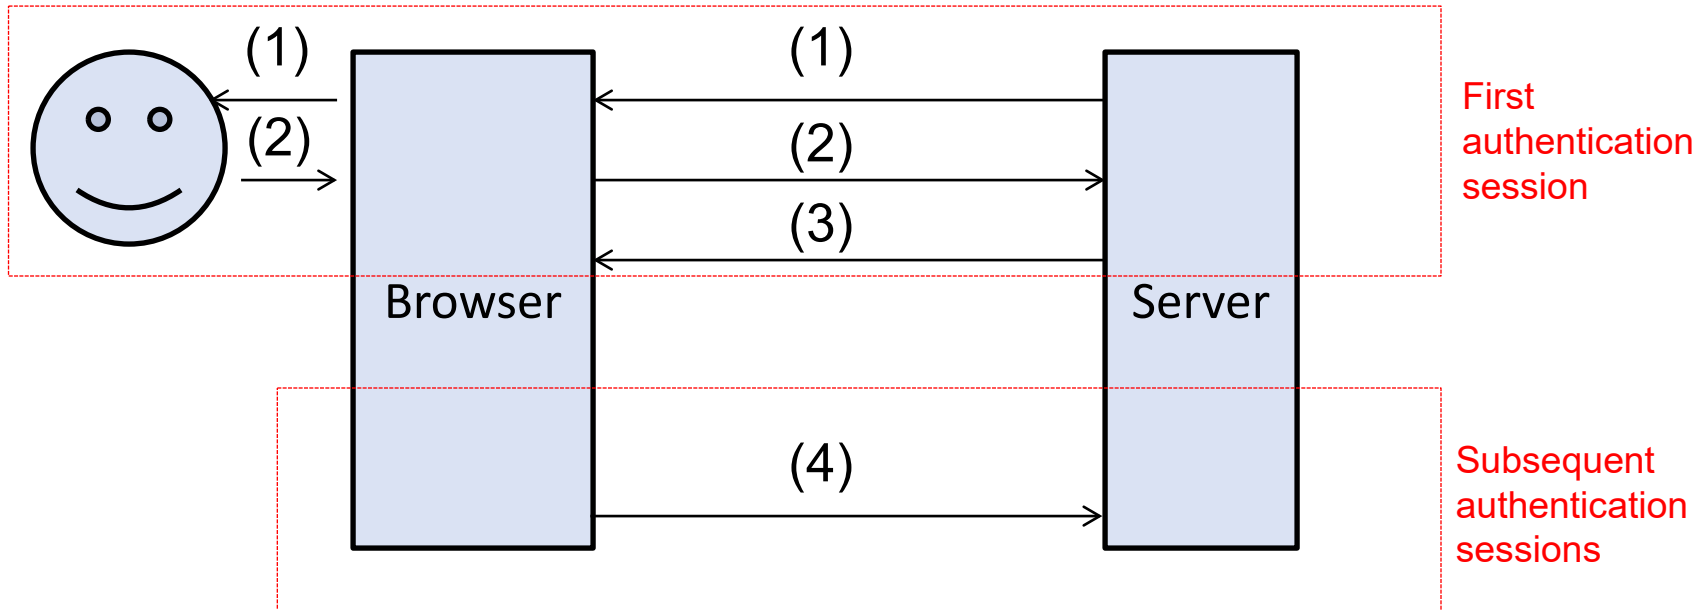 (1)
(1)
(2)
(2)
(3)
Browser
Server
(4)
First
authentication
session
Subsequent
authentication
sessions